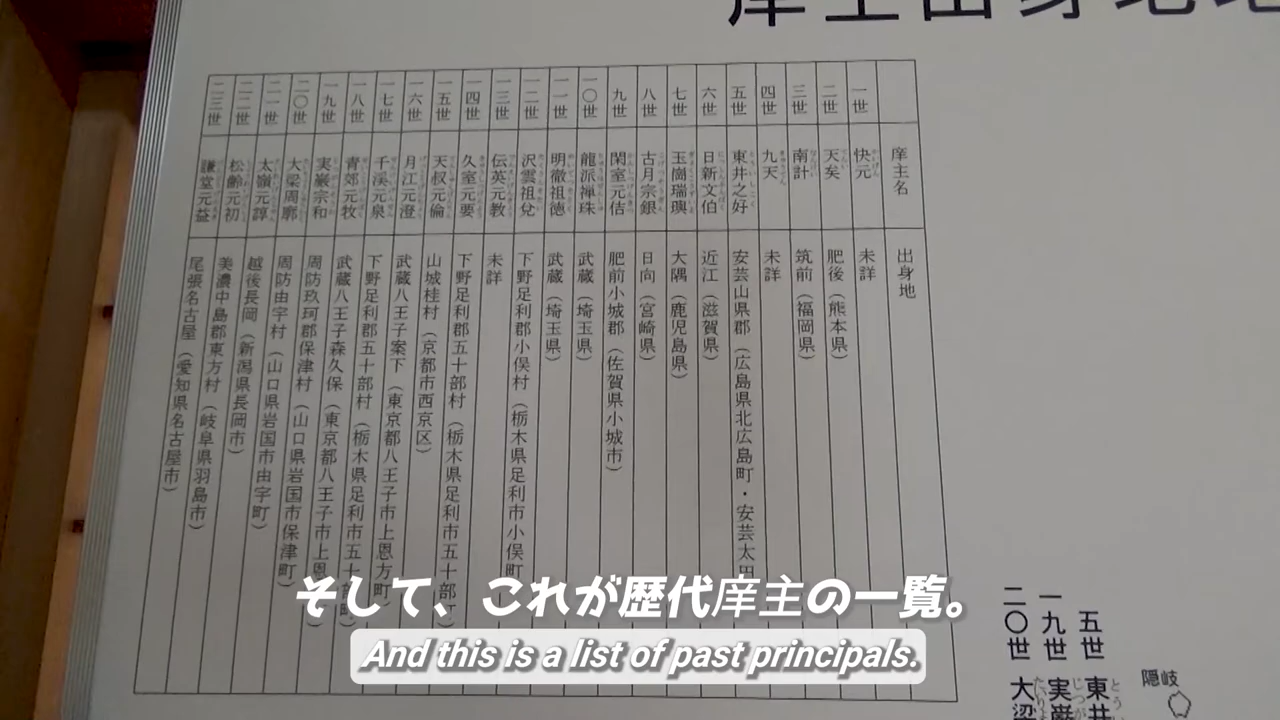 庠主出身地
庠主名
出身地
一世
快元
未詳
二世
天矣
肥後（熊本県）
三世
南計
筑前（福岡県）
四世
九天
未詳
五世
東井之好
安芸山県郡（広島県北広島町・安芸太田
六世
日新文伯
近江（滋賀県）
七世
玉崗瑞璵
大隅（鹿児島県）
八世
古月宗銀
日向（宮崎県）
九世
閑室元佶
肥前小城郡（佐賀県小城市）
一〇世
龍派禅珠
武蔵（埼玉県）
一一世
明徹祖徳
武蔵（埼玉県）
一二世
沢雲祖兌
下野足利郡小俣村（栃木県足利市小俣町
一三世
伝英元教
未詳
一四世
久室元要
下野足利郡五十部村（栃木県足利市五十部
一五世
天叔元倫
山城桂村（京都市西京区）
一六世
月江元澄
武蔵八王子案下（東京都八王子市上恩方町）
一七世
千溪元泉
下野足利郡五十部村（栃木県足利市五十部町）
一八世
青郊元牧
武蔵八王子森久保（東京都八王子市上恩
一九世
実巌宗和
周防玖珂郡保津村（山口県岩国市保津町）
二〇世
大梁周廓
周防由宇村（山口県岩国市由宇町）
二一世
太嶺元諄
越後長岡（新潟県長岡市）
二二世
松齢元初
美濃中島郡東方村（岐阜県羽島市）
二三世
謙堂元益
尾張名古屋（愛知県名古屋市）
五世　東井
一九世　実巌
二〇世　大梁
隠岐
そして、これが歴代庠主の一覧。
And this is a list of past principals.